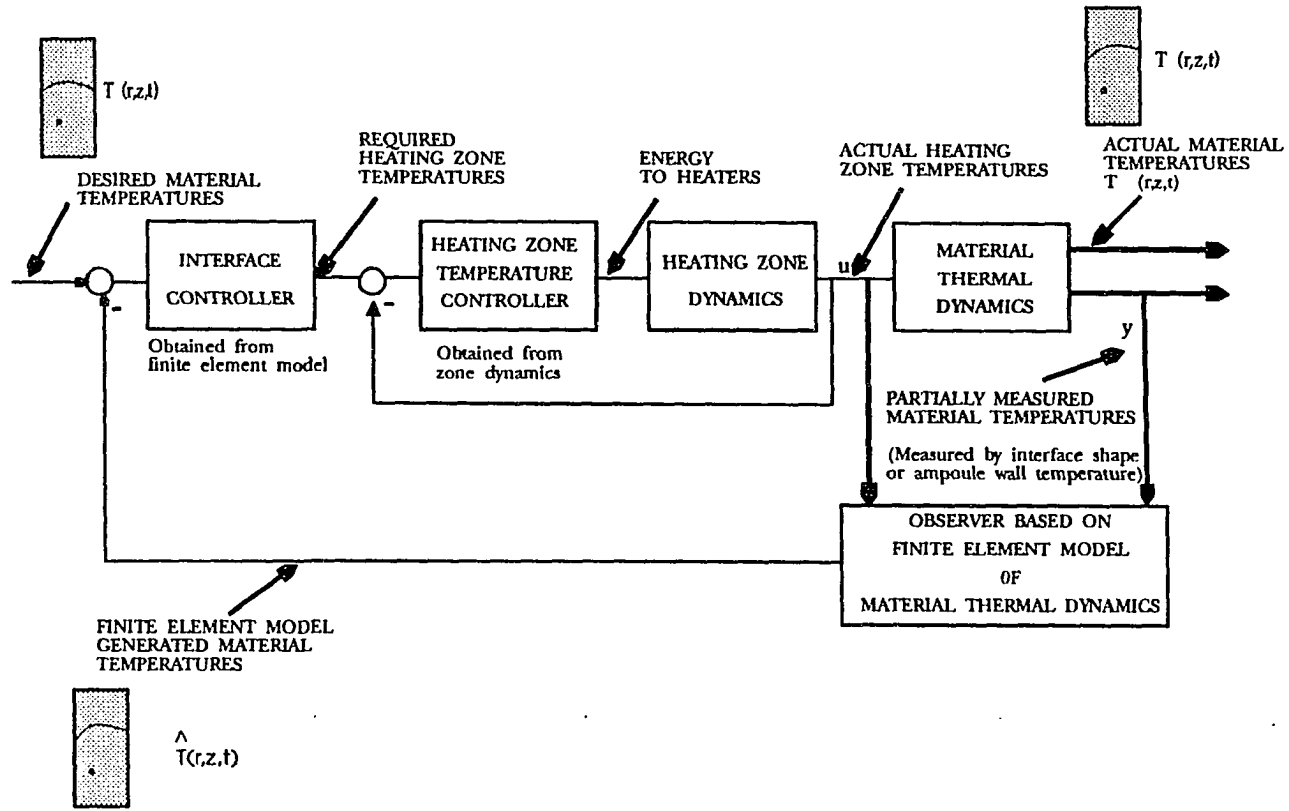 T (r,z,t)
T (r,z,t)
DESIRED MATERIAL
TEMPERATURES
REQUIRED
HEATING ZONE
TEMPERATURES
ENERGY
TO HEATERS
ACTUAL HEATING
ZONE TEMPERATURES
ACTUAL MATERIAL
TEMPERATURES
T (r,z,t)
-
INTERFACE
CONTROLLER
Obtained from
finite element model
-
HEATING ZONE
TEMPERATURE
CONTROLLER
Obtained from
zone dynamics
HEATING ZONE
DYNAMICS
u
MATERIAL
THERMAL
DYNAMICS
y
PARTIALLY MEASURED
MATERIAL TEMPERATURES
(Measured by interface shape
or ampoule wall temperature)
OBSERVER BASED ON
FINITE ELEMENT MODEL
OF
MATERIAL THERMAL DYNAMICS
FINITE ELEMENT MODEL
GENERATED MATERIAL
TEMPERATURES
T̂(r,z,t)